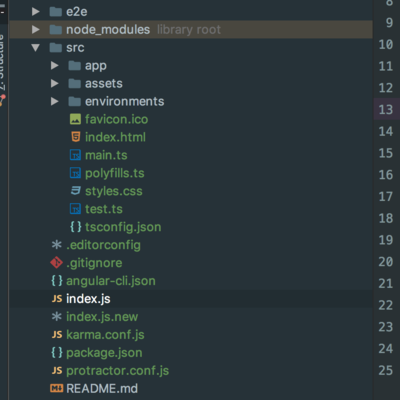 e2e
node_modules library root
src
app
assets
environments
favicon.ico
index.html
main.ts
polyfills.ts
styles.css
test.ts
tsconfig.json
.editorconfig
.gitignore
angular-cli.json
JS index.js
index.js.new
JS karma.conf.js
package.json
JS protractor.conf.js
README.md
9
10
11
12
13
14
15
16
17
18
19
20
21
22
23
24
25